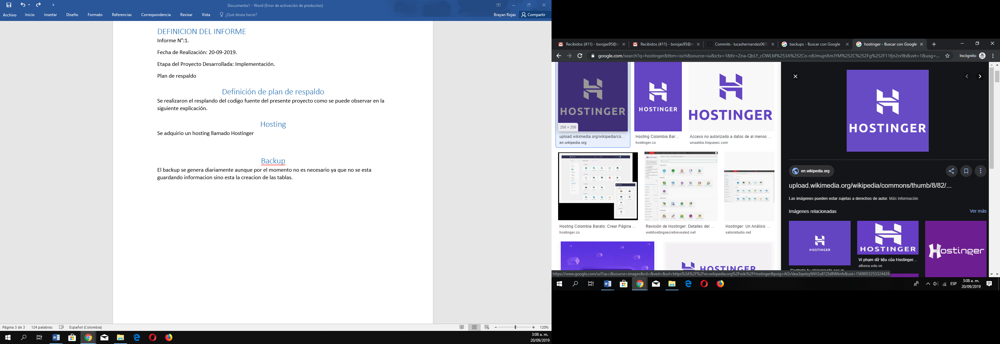 Documento1 - Word (Error de activación de productos)
Archivo Inicio Insertar Diseño Formato Referencias Correspondencia Revisar Vista ¿Qué desea hacer? Brayan Rojas Compartir
DEFINICION DEL INFORME
Informe N°:1.
Fecha de Realización: 20-09-2019.
Etapa del Proyecto Desarrollada: Implementación.
Plan de respaldo
Definición de plan de respaldo
Se realizaron el resplando del codigo fuente del presente proyecto como se puede observar en la
siguiente explicación.
Hosting
Se adquirio un hosting llamado Hostinger
Backup
El backup se genera diariamente aunque por el momento no es necesario ya que no se esta
guardando informacion sino esta la creacion de las tablas.
Página 3 de 3 124 palabras Español (Colombia) 120%
3:08 a. m.
20/09/2019
Recibidos (411) - bsrojas95@m Recibidos (411) - bsrojas95@m Commits · lucashernandez067/ backups - Buscar con Google hostinger - Buscar con Google
google.com/search?q=hostinger&tbm=isch&source=iu&ictx=1&fir=Zna-QbLY_cOWLM%253A%252Co-rdUmujnXmJYM%252C%252Fg%252F11fjn2rx9b&vet=1&usg=... Incógnito
HOSTINGER
HOSTINGER
HOSTINGER
250 × 250
upload.wikimedia.org/wikipedia/co...
en.wikipedia.org
Hosting Colombia Bar...
hostinger.co
Acceso no autorizado a datos de al menos ...
unaaldia.hispasec.com
Hosting Colombia Barato: Crear Página ...
hostinger.co
Revisión de Hostinger: Detalles del ...
webhostingsecretrevealed.net
Hostinger: Un Análisis ...
satoristudio.net
HOSTINGER
HOSTINGER
en.wikipedia.org
upload.wikimedia.org/wikipedia/commons/thumb/8/82/...
Las imágenes pueden estar sujetas a derechos de autor. Más información
Imágenes relacionadas Ver más
HOSTINGER
HOSTINGER
Hostinger
Vi phạm dữ liệu của Hostinger...
athena.edu.vn
https://www.google.com/url?sa=i&source=images&cd=&ved=&url=https%3A%2F%2Fen.wikipedia.org%2Fwiki%2FHostinger&psig=AOvVaw3qwtzy9AY2o81ZIdBWknfx&ust=1569053253324426
ESP
3:08 a. m.
20/09/2019